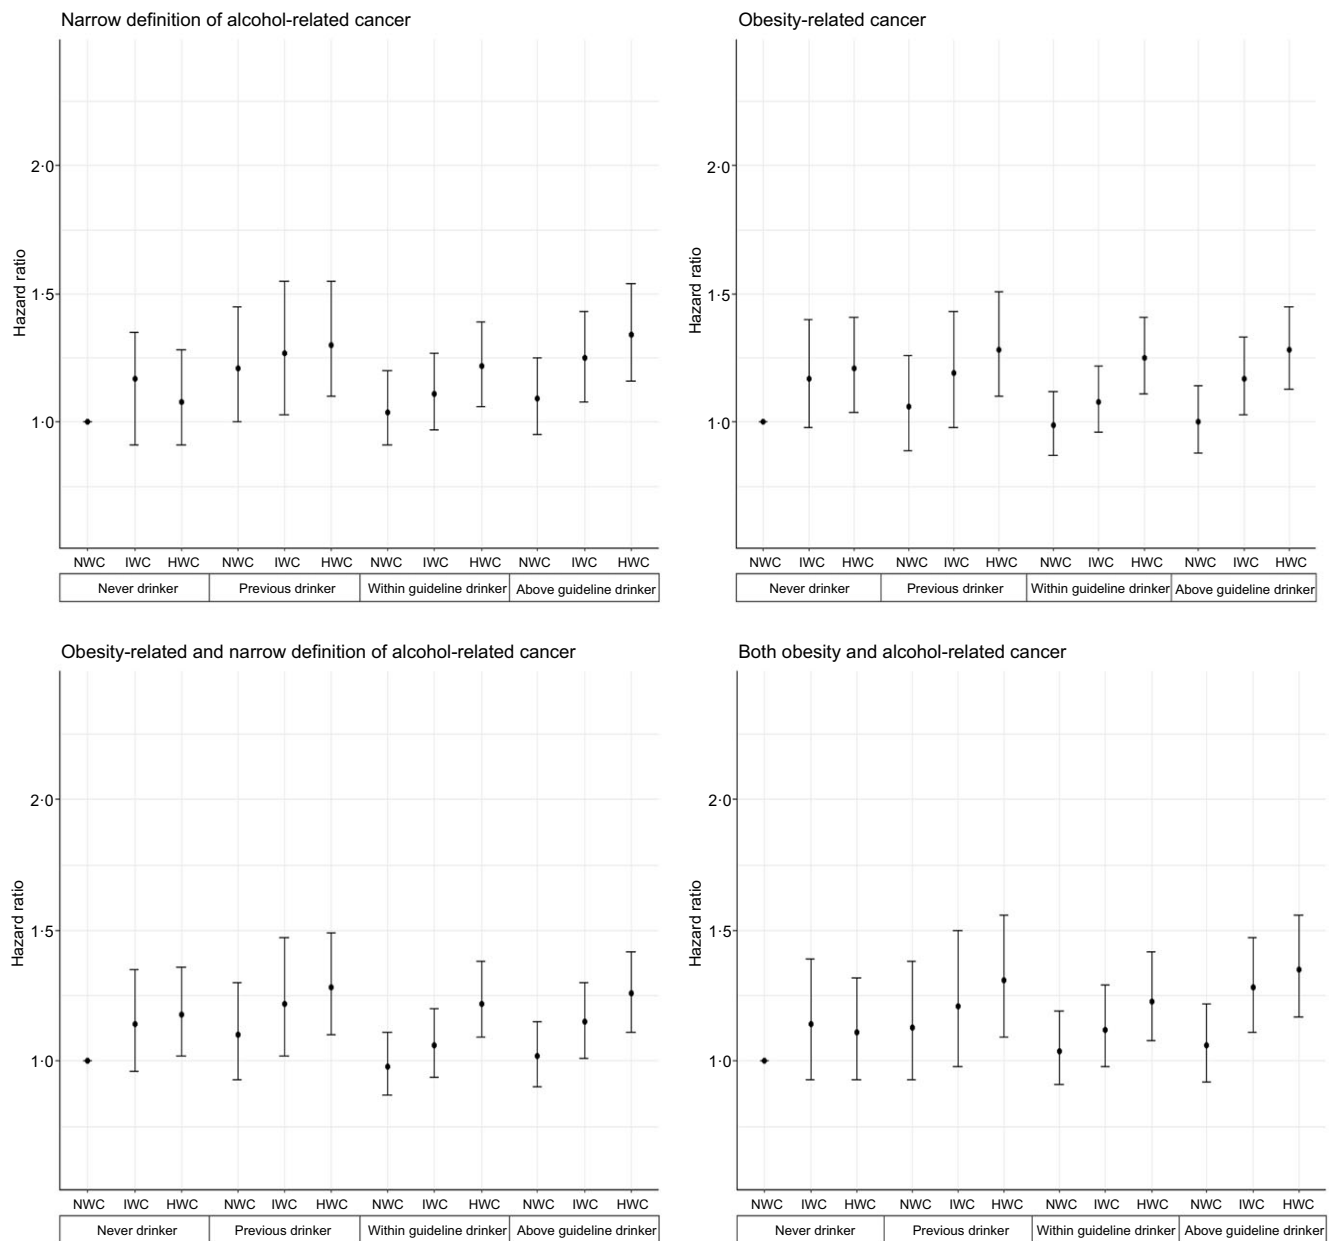 Narrow definition of alcohol-related cancer
Hazard ratio
2·0
1·5
1·0
NWC IWC HWC NWC IWC HWC NWC IWC HWC NWC IWC HWC
Never drinker Previous drinker Within guideline drinker Above guideline drinker
Obesity-related cancer
Hazard ratio
2·0
1·5
1·0
NWC IWC HWC NWC IWC HWC NWC IWC HWC NWC IWC HWC
Never drinker Previous drinker Within guideline drinker Above guideline drinker
Obesity-related and narrow definition of alcohol-related cancer
Hazard ratio
2·0
1·5
1·0
NWC IWC HWC NWC IWC HWC NWC IWC HWC NWC IWC HWC
Never drinker Previous drinker Within guideline drinker Above guideline drinker
Both obesity and alcohol-related cancer
Hazard ratio
2·0
1·5
1·0
NWC IWC HWC NWC IWC HWC NWC IWC HWC NWC IWC HWC
Never drinker Previous drinker Within guideline drinker Above guideline drinker